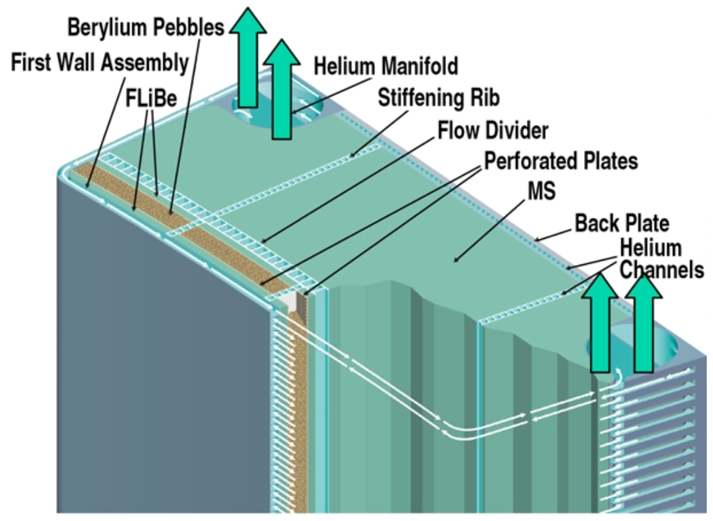 Berylium Pebbles
First Wall Assembly
FLiBe
Helium Manifold
Stiffening Rib
Flow Divider
Perforated Plates
MS
Back Plate
Helium
Channels